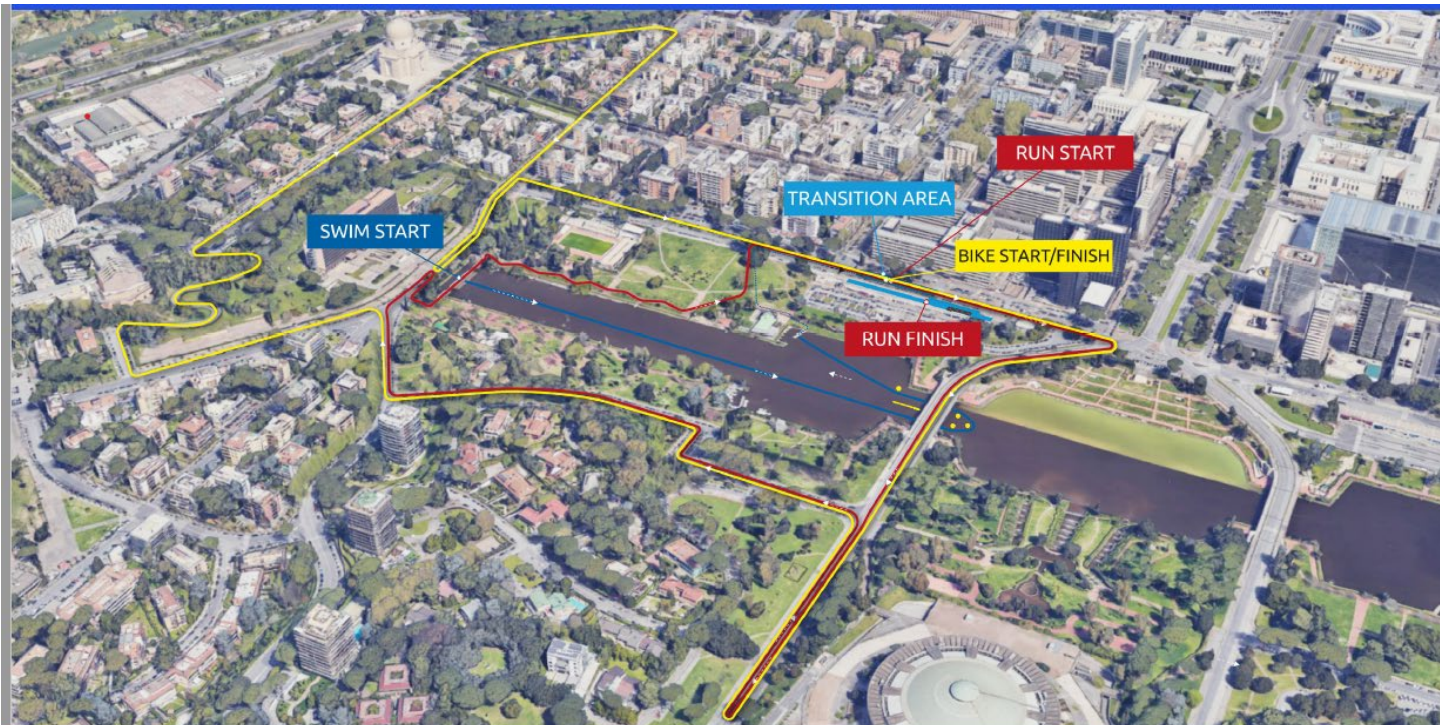 RUN START
TRANSITION AREA
SWIM START
BIKE START/FINISH
RUN FINISH